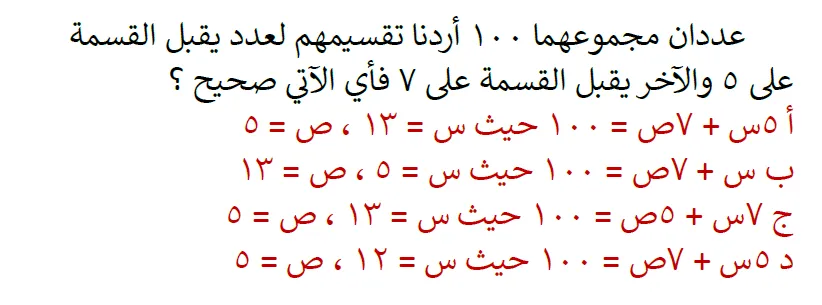 عددان مجموعهما ١٠٠ أردنا تقسيمهم لعدد يقبل القسمة
على ٥ والآخر يقبل القسمة على ٧ فأي الآتي صحيح ؟
أ ٥س + ٧ص = ١٠٠ حيث س = ١٣ ، ص = ٥
ب س + ٧ص = ١٠٠ حيث س = ٥ ، ص = ١٣
ج ٧س + ٥ص = ١٠٠ حيث س = ١٣ ، ص = ٥
د ٥س + ٧ص = ١٠٠ حيث س = ١٢ ، ص = ٥